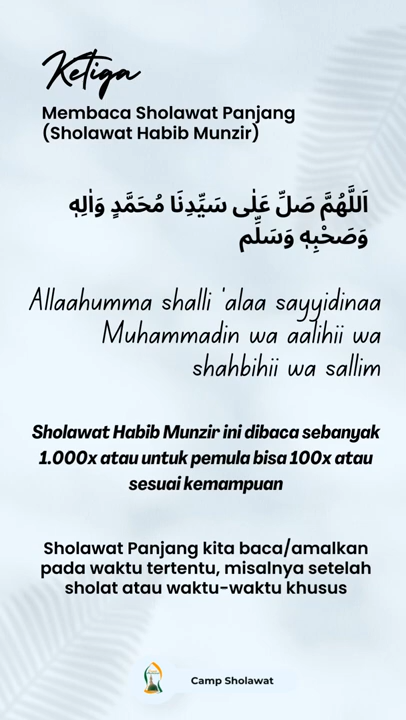 Ketiga
Membaca Sholawat Panjang
(Sholawat Habib Munzir)
اَللَّهُمَّ صَلِّ عَلٰى سَيِّدِنَا مُحَمَّدٍ وَاٰلِهٖ
وَصَحْبِهٖ وَسَلِّم
Allaahumma shalli 'alaa sayyidinaa
Muhammadin wa aalihii wa
shahbihii wa sallim
Sholawat Habib Munzir ini dibaca sebanyak
1.000x atau untuk pemula bisa 100x atau
sesuai kemampuan
Sholawat Panjang kita baca/amalkan
pada waktu tertentu, misalnya setelah
sholat atau waktu-waktu khusus
Camp Sholawat